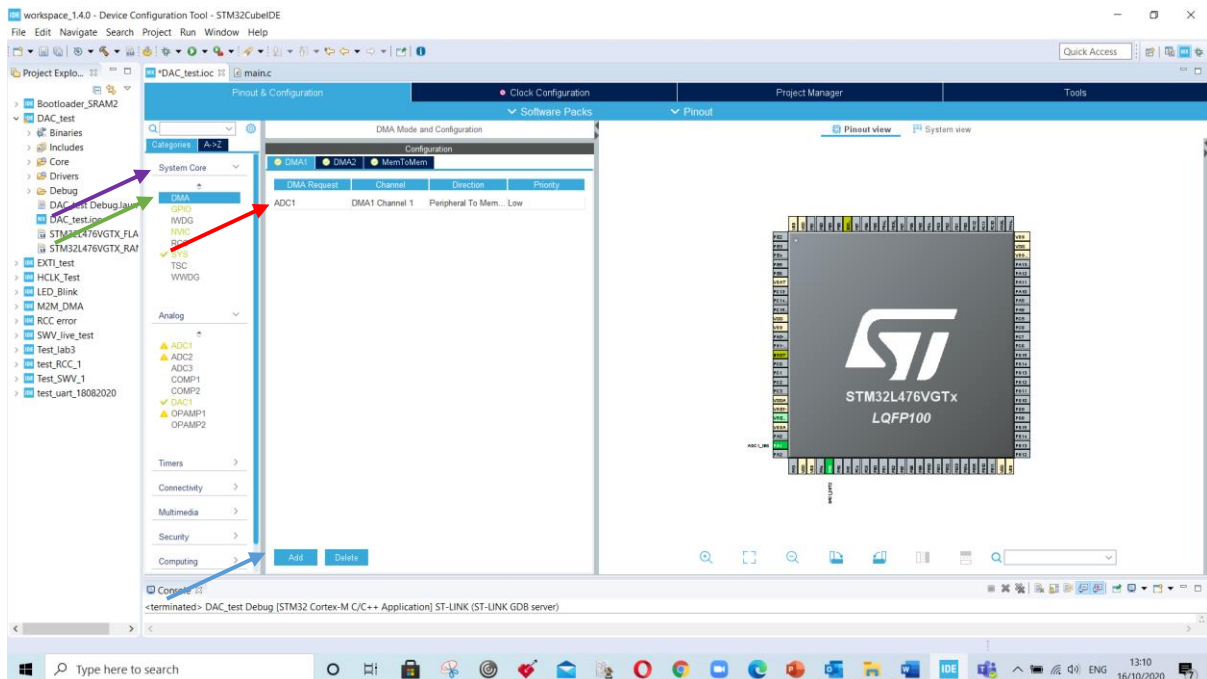 workspace_1.4.0 - Device Configuration Tool - STM32CubeIDE
File Edit Navigate Search Project Run Window Help
Quick Access
Project Explo...
*DAC_test.ioc
main.c
Bootloader_SRAM2
DAC_test
Binaries
Includes
Core
Drivers
Debug
DAC_test Debug.laun
DAC_test.ioc
STM32L476VGTX_FLA
STM32L476VGTX_RAM
EXTI_test
HCLK_Test
LED_Blink
M2M_DMA
RCC error
SWV_live_test
Test_lab3
test_RCC_1
Test_SWV_1
test_uart_18082020
Pinout & Configuration
Clock Configuration
Project Manager
Tools
Software Packs
Pinout
Categories A->Z
System Core
DMA
GPIO
IWDG
NVIC
RCC
SYS
TSC
WWDG
Analog
ADC1
ADC2
ADC3
COMP1
COMP2
DAC1
OPAMP1
OPAMP2
Timers
Connectivity
Multimedia
Security
Computing
DMA Mode and Configuration
Configuration
DMA1 DMA2 MemToMem
DMA Request Channel Direction Priority
ADC1 DMA1 Channel 1 Peripheral To Mem... Low
Add Delete
Pinout view System view
STM32L476VGTx
LQFP100
Console
<terminated> DAC_test Debug [STM32 Cortex-M C/C++ Application] ST-LINK (ST-LINK GDB server)
Type here to search
IDE
ENG
13:10
16/10/2020